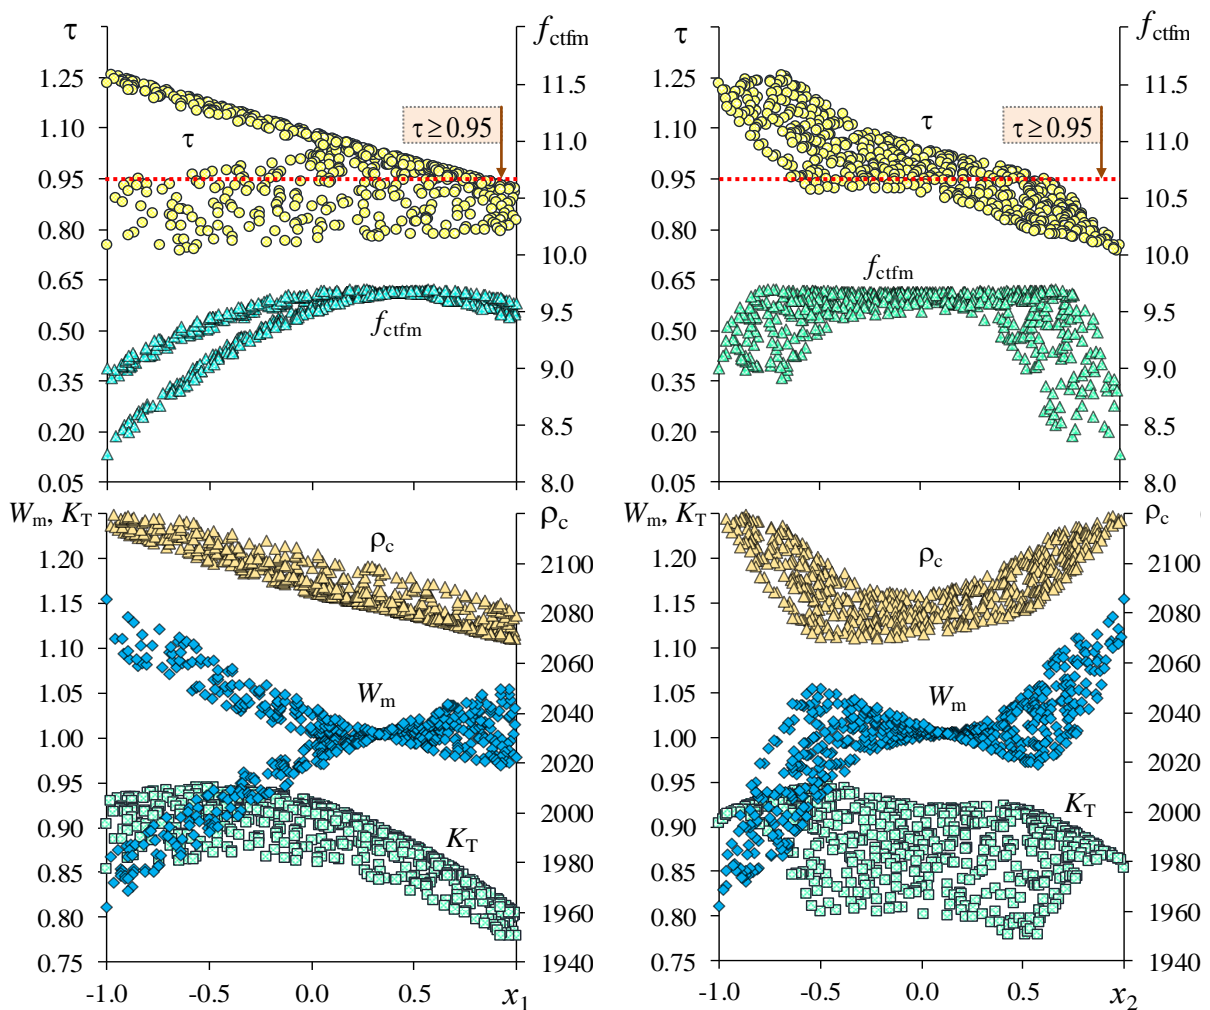 τ f_ctfm τ f_ctfm
1.25 11.5 1.25 11.5
1.10 τ τ ≥ 0.95 11.0 1.10 τ τ ≥ 0.95 11.0
0.95 10.5 0.95 10.5
0.80 10.0 0.80 10.0
0.65 f_ctfm 9.5 0.65 f_ctfm 9.5
0.50 0.50
0.35 9.0 0.35 9.0
0.20 8.5 0.20 8.5
0.05 8.0 0.05 8.0
W_m, K_T ρ_c W_m, K_T ρ_c
1.20 ρ_c 2100 1.20 ρ_c 2100
1.15 2080 1.15 2080
1.10 2060 1.10 2060
1.05 W_m 2040 1.05 W_m 2040
1.00 2020 1.00 2020
0.95 2000 0.95 2000
0.90 K_T 1980 0.90 K_T 1980
0.85 0.85
0.80 1960 0.80 1960
0.75 1940 0.75 1940
-1.0 -0.5 0.0 0.5 x_1 -1.0 -0.5 0.0 0.5 x_2